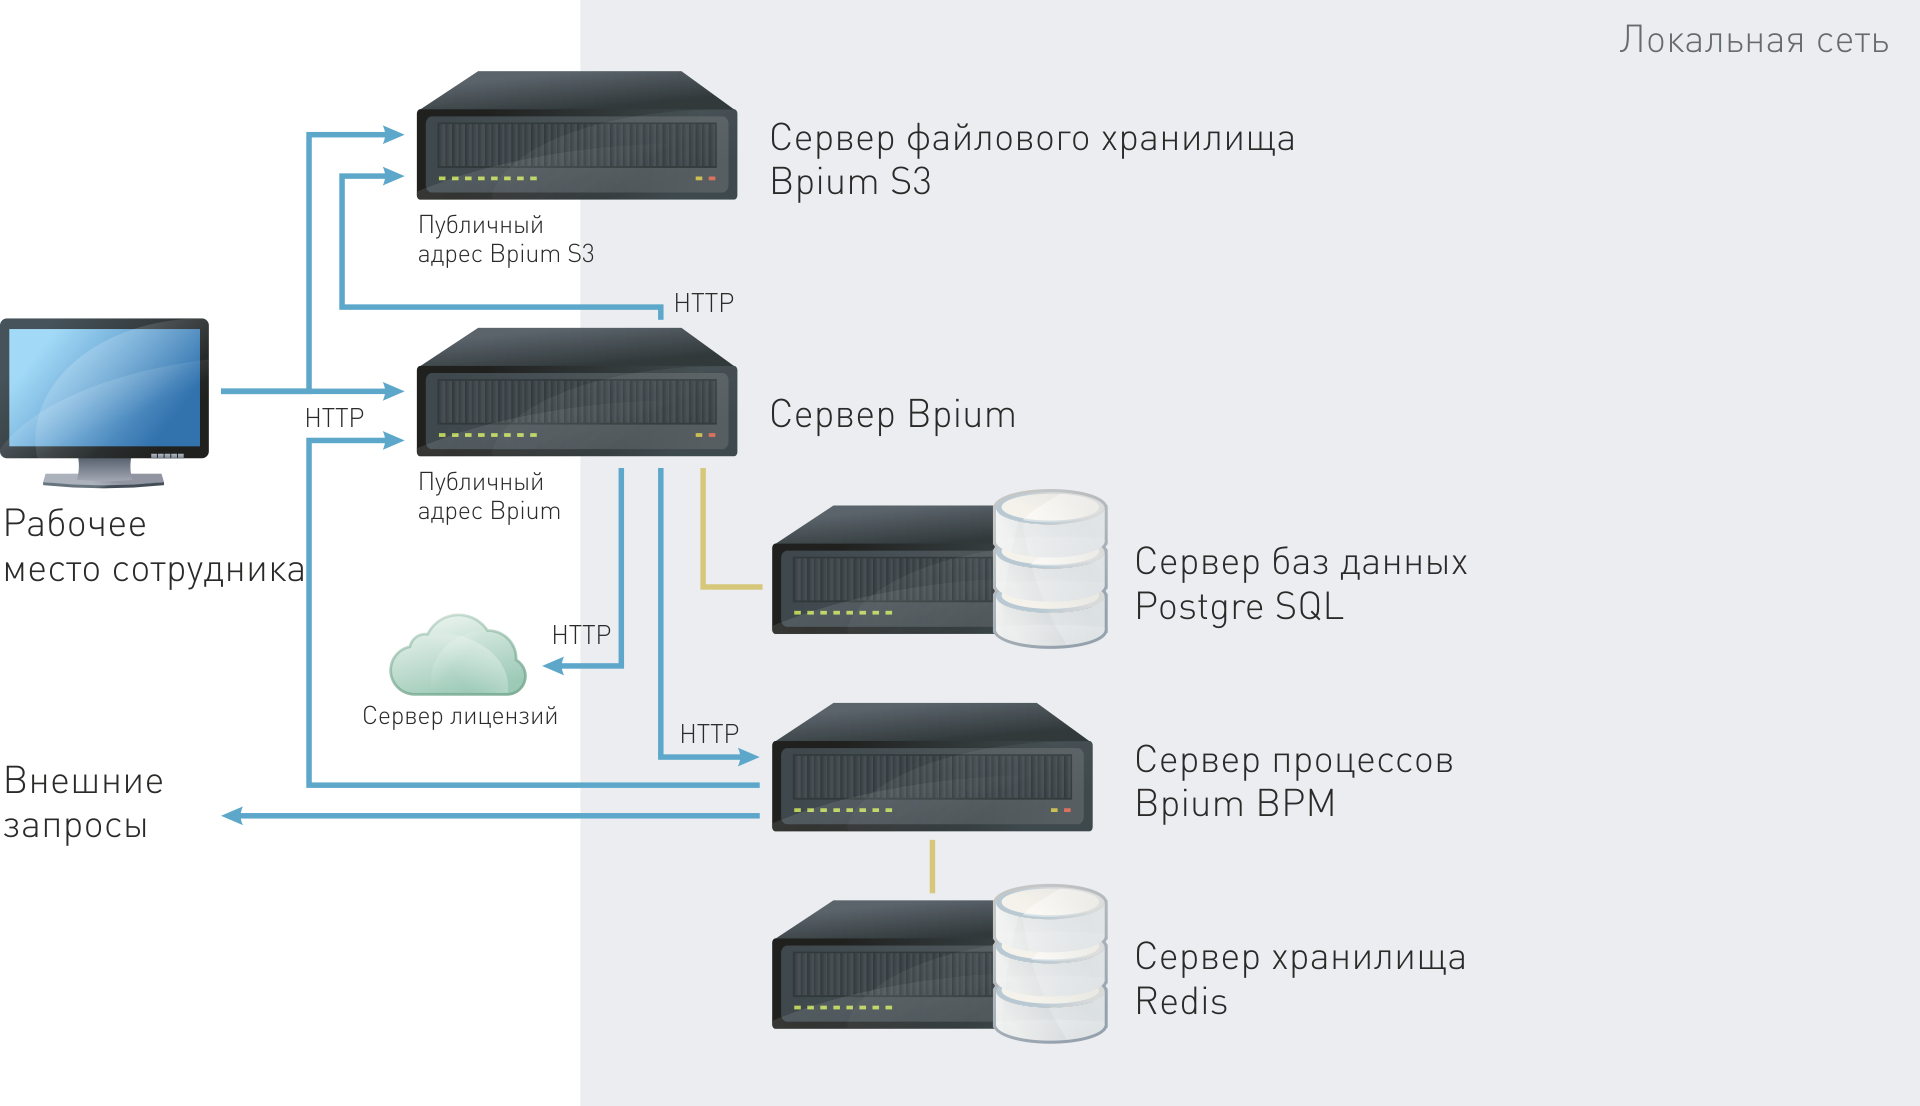 Локальная сеть
Сервер файлового хранилища
Bpium S3
Публичный
адрес Bpium S3
HTTP
HTTP
Сервер Bpium
Публичный
адрес Bpium
Рабочее
место сотрудника
Сервер баз данных
Postgre SQL
HTTP
Сервер лицензий
HTTP
Сервер процессов
Bpium BPM
Внешние
запросы
Сервер хранилища
Redis